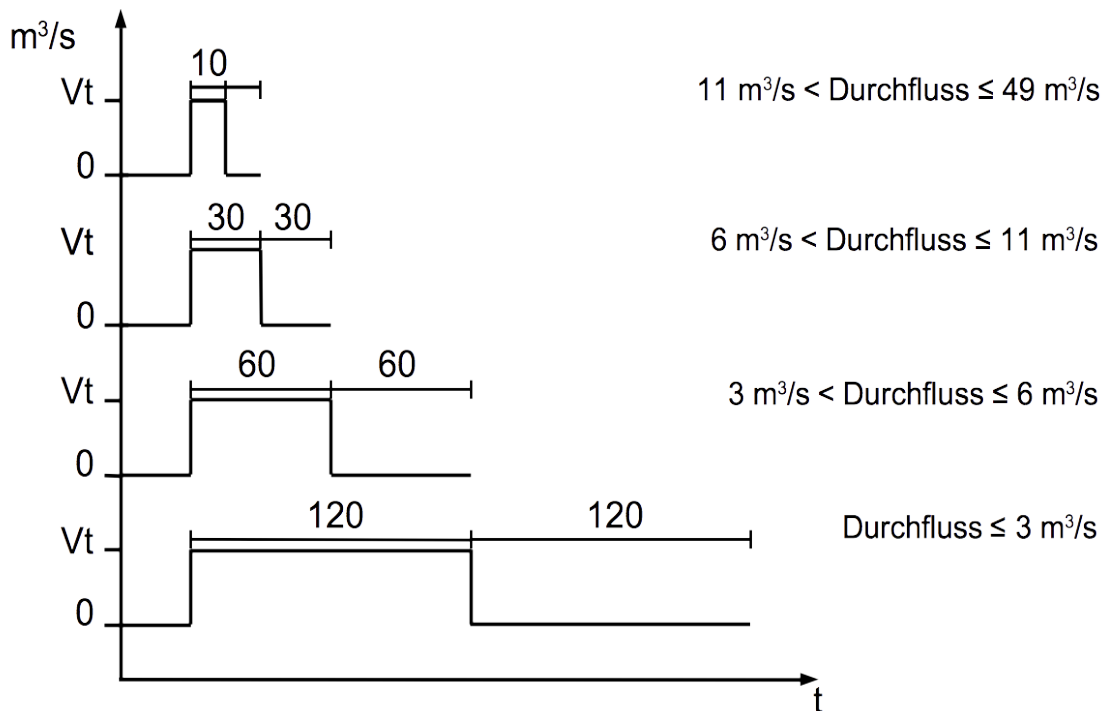 m³/s
10
Vt
11 m³/s < Durchfluss ≤ 49 m³/s
0
30 30
Vt
6 m³/s < Durchfluss ≤ 11 m³/s
0
60 60
Vt
3 m³/s < Durchfluss ≤ 6 m³/s
0
120 120
Vt
Durchfluss ≤ 3 m³/s
0
t